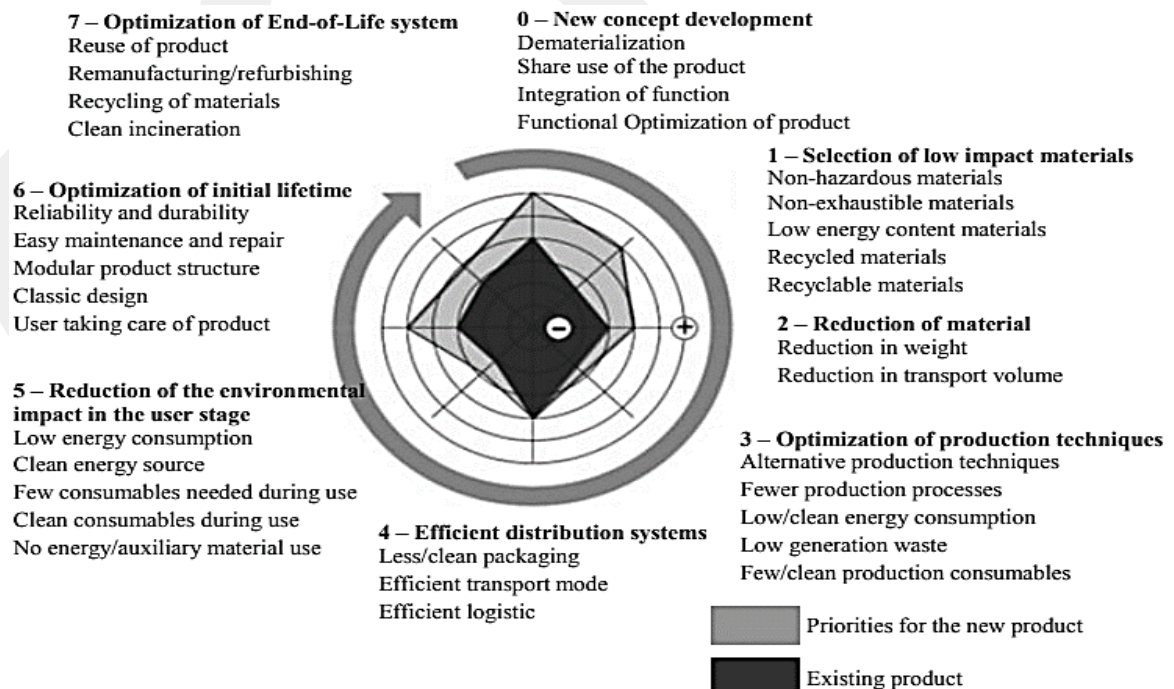 7 – Optimization of End-of-Life system
Reuse of product
Remanufacturing/refurbishing
Recycling of materials
Clean incineration
0 – New concept development
Dematerialization
Share use of the product
Integration of function
Functional Optimization of product
1 – Selection of low impact materials
Non-hazardous materials
Non-exhaustible materials
Low energy content materials
Recycled materials
Recyclable materials
6 – Optimization of initial lifetime
Reliability and durability
Easy maintenance and repair
Modular product structure
Classic design
User taking care of product
–
+
2 – Reduction of material
Reduction in weight
Reduction in transport volume
5 – Reduction of the environmental
impact in the user stage
Low energy consumption
Clean energy source
Few consumables needed during use
Clean consumables during use
No energy/auxiliary material use
3 – Optimization of production techniques
Alternative production techniques
Fewer production processes
Low/clean energy consumption
Low generation waste
Few/clean production consumables
4 – Efficient distribution systems
Less/clean packaging
Efficient transport mode
Efficient logistic
Priorities for the new product
Existing product